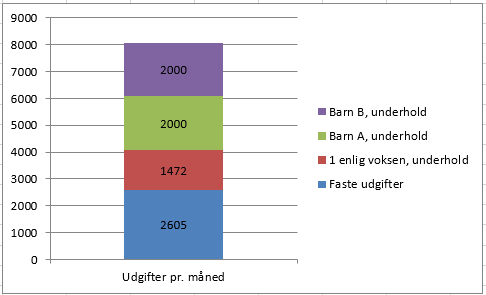 9000
8000
7000
6000
5000
4000
3000
2000
1000
0
2000
2000
1472
2605
Udgifter pr. måned
Barn B, underhold
Barn A, underhold
1 enlig voksen, underhold
Faste udgifter